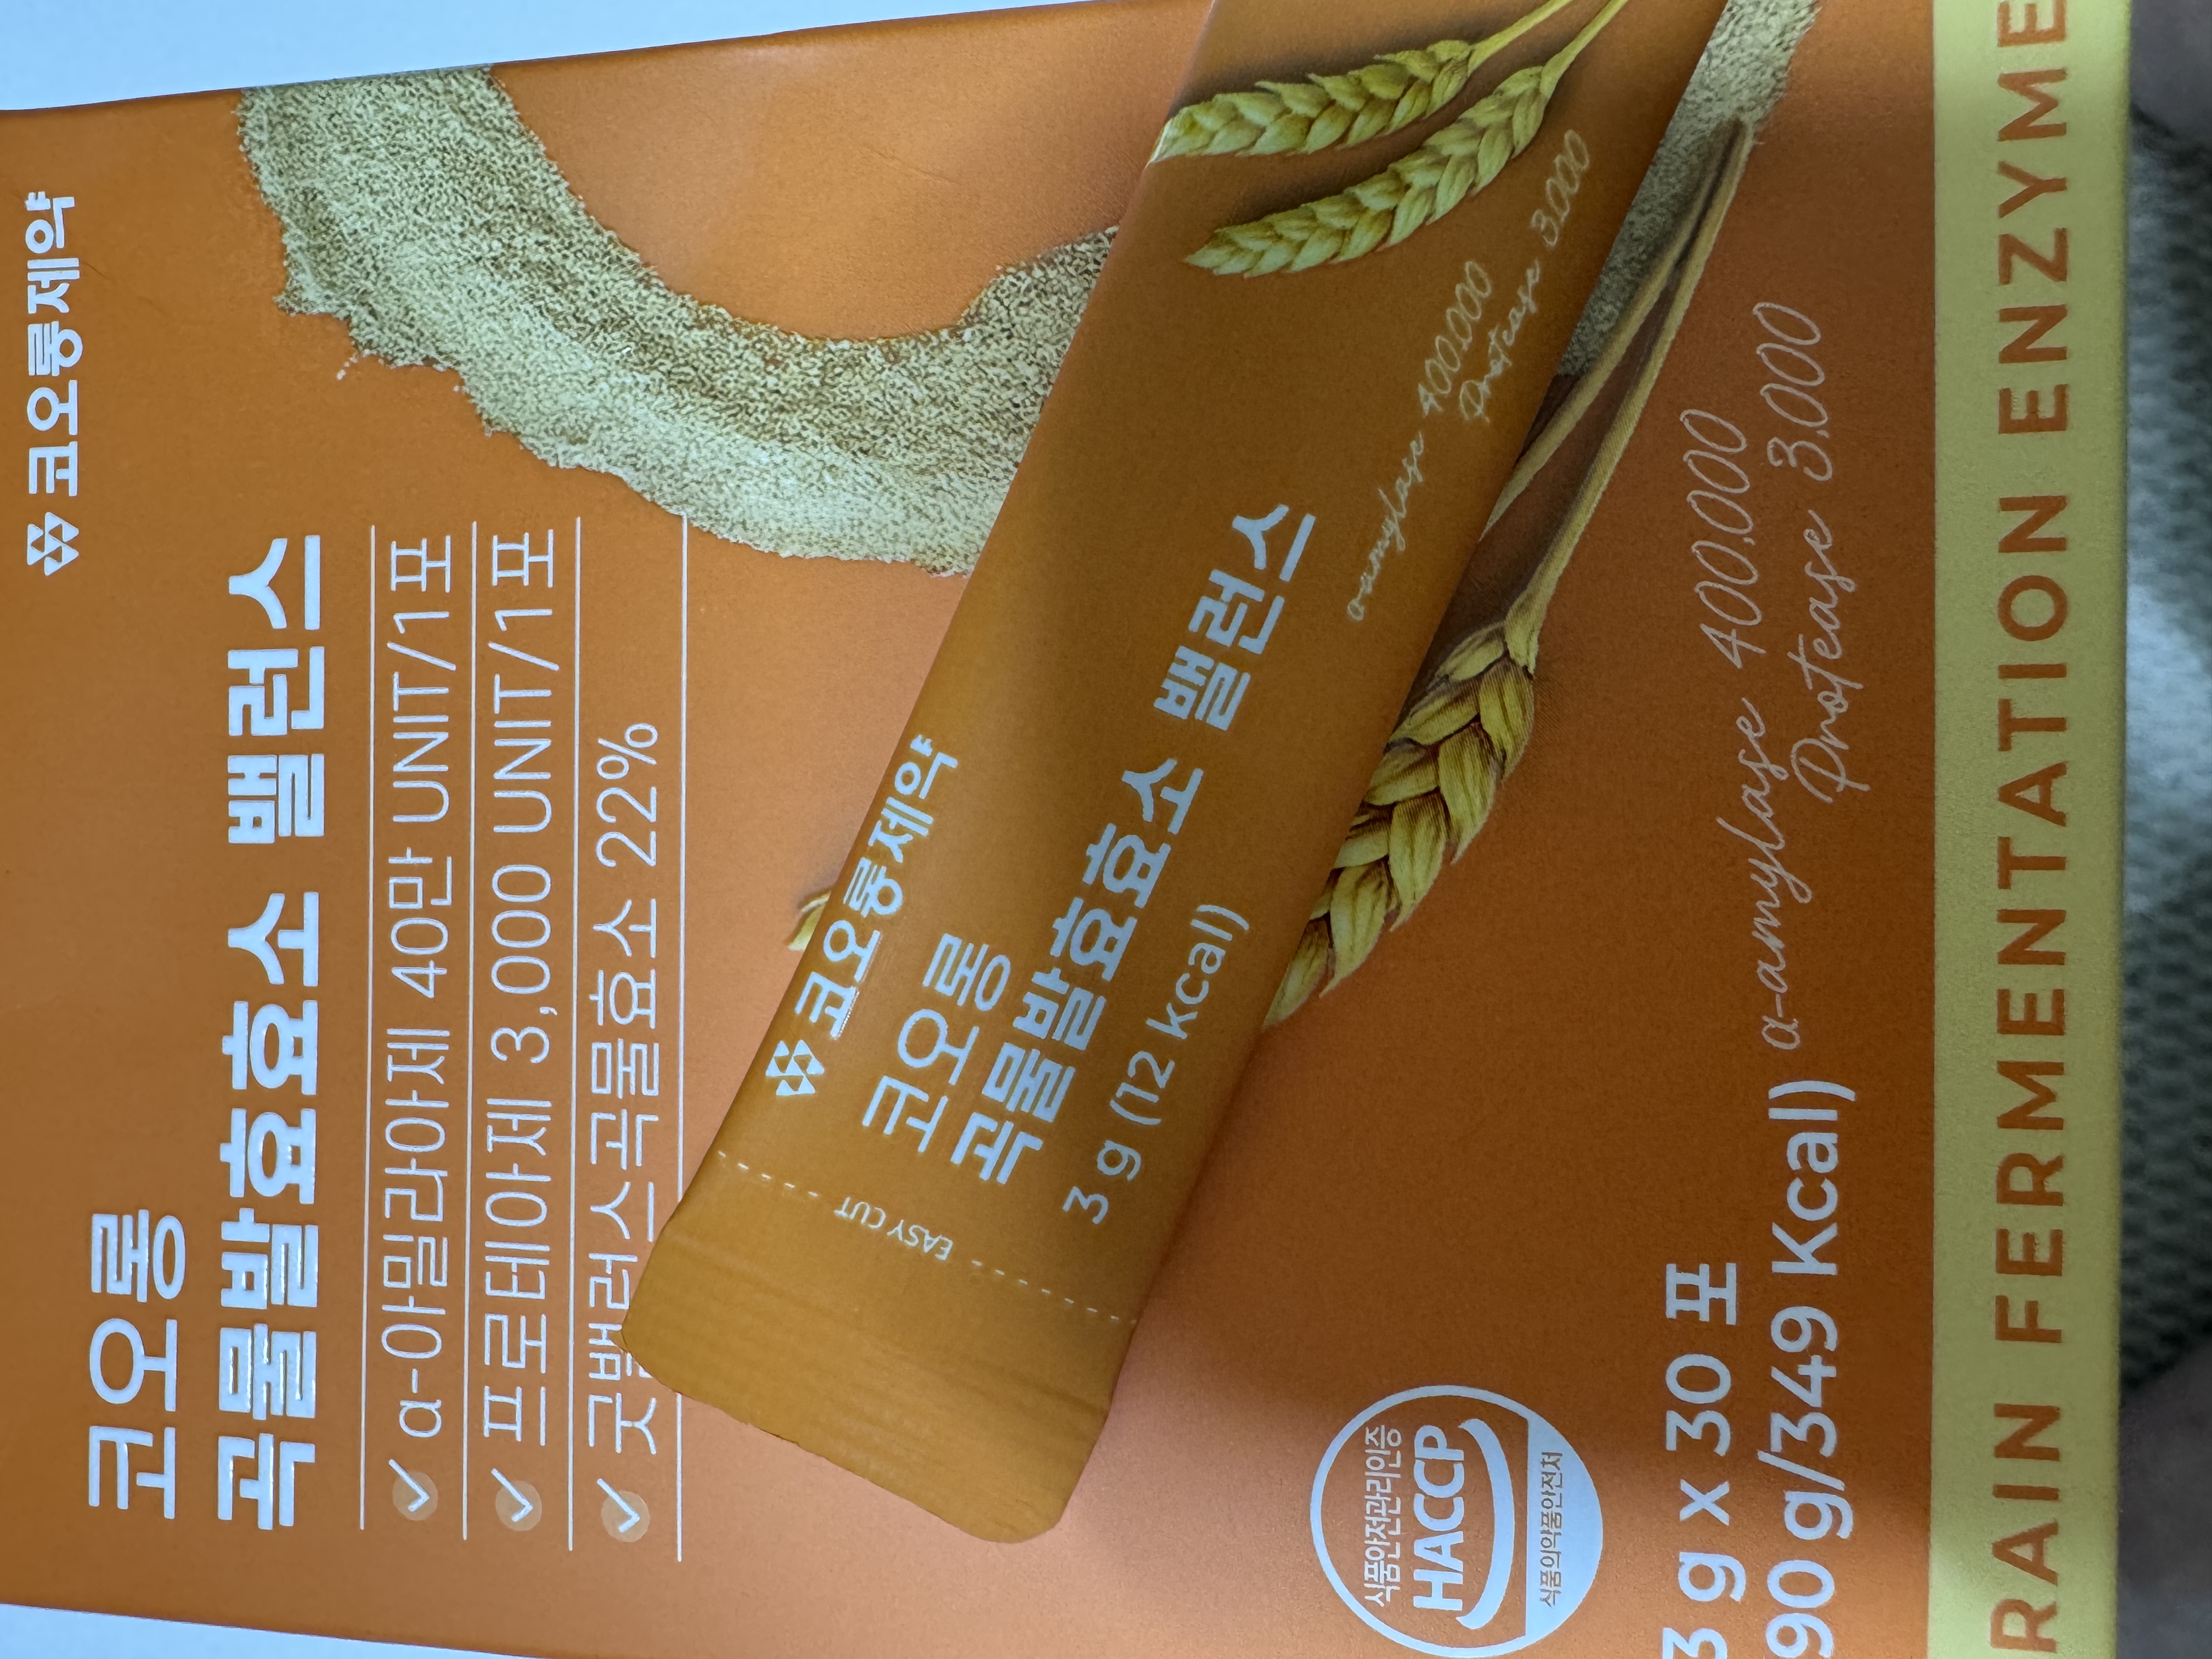 코오롱제약
코오롱
곡물발효효소 밸런스
α-아밀라아제 40만 UNIT/1포
프로테아제 3,000 UNIT/1포
굿밸러스곡물효소 22%
코오롱제약
코오롱
곡물발효효소 밸런스
3 g (12 kcal)
EASY CUT
α-amylase 400.000
Protease 3.000
식품안전관리인증
HACCP
식품의약품안전처
3 g x 30 포
90 g/349 Kcal)
α-amylase 400.000
Protease 3.000
RAIN FERMENTATION ENZYME